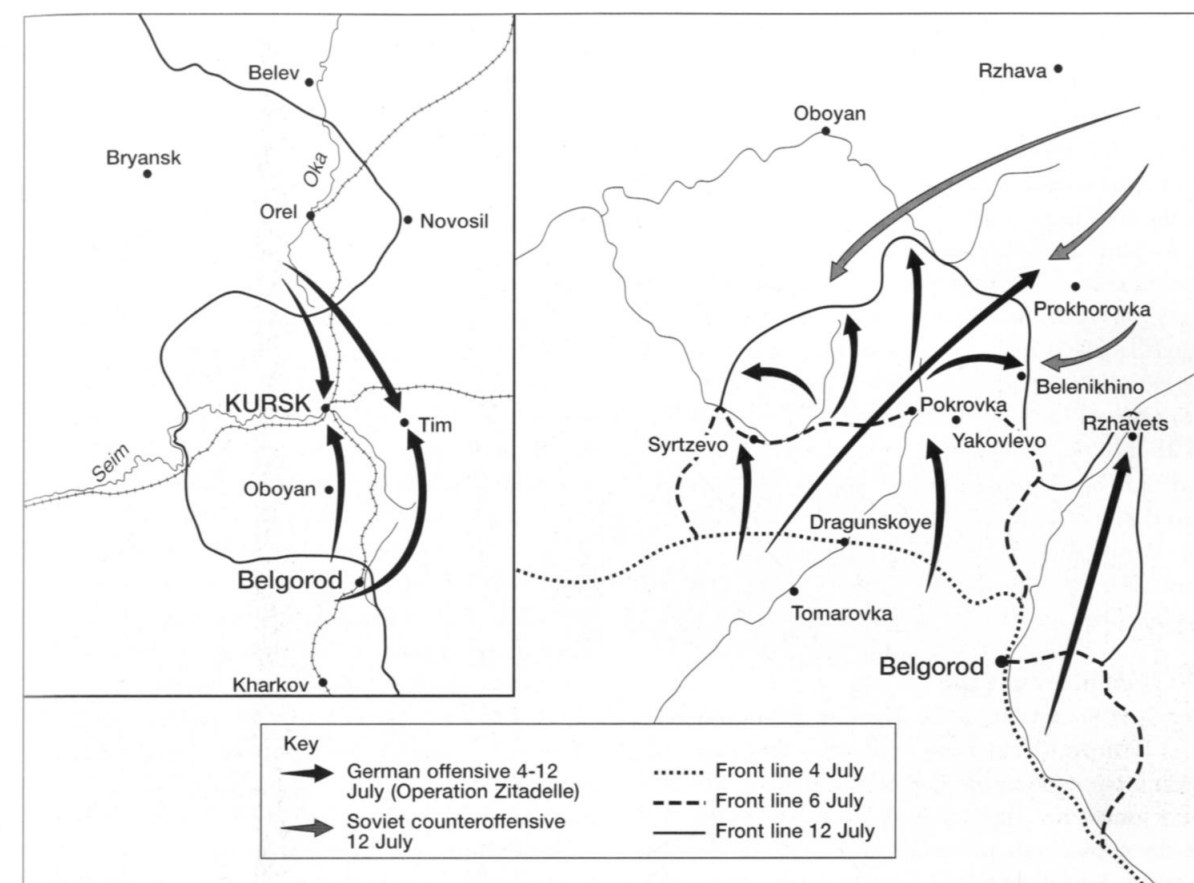 Belev
Bryansk
Oka
Orel
Novosil
KURSK
Tim
Seim
Oboyan
Belgorod
Kharkov
Rzhava
Oboyan
Prokhorovka
Belenikhino
Pokrovka
Syrtzevo
Yakovlevo
Rzhavets
Dragunskoye
Tomarovka
Belgorod
Key
German offensive 4-12
July (Operation Zitadelle)
Soviet counteroffensive
12 July
Front line 4 July
Front line 6 July
Front line 12 July